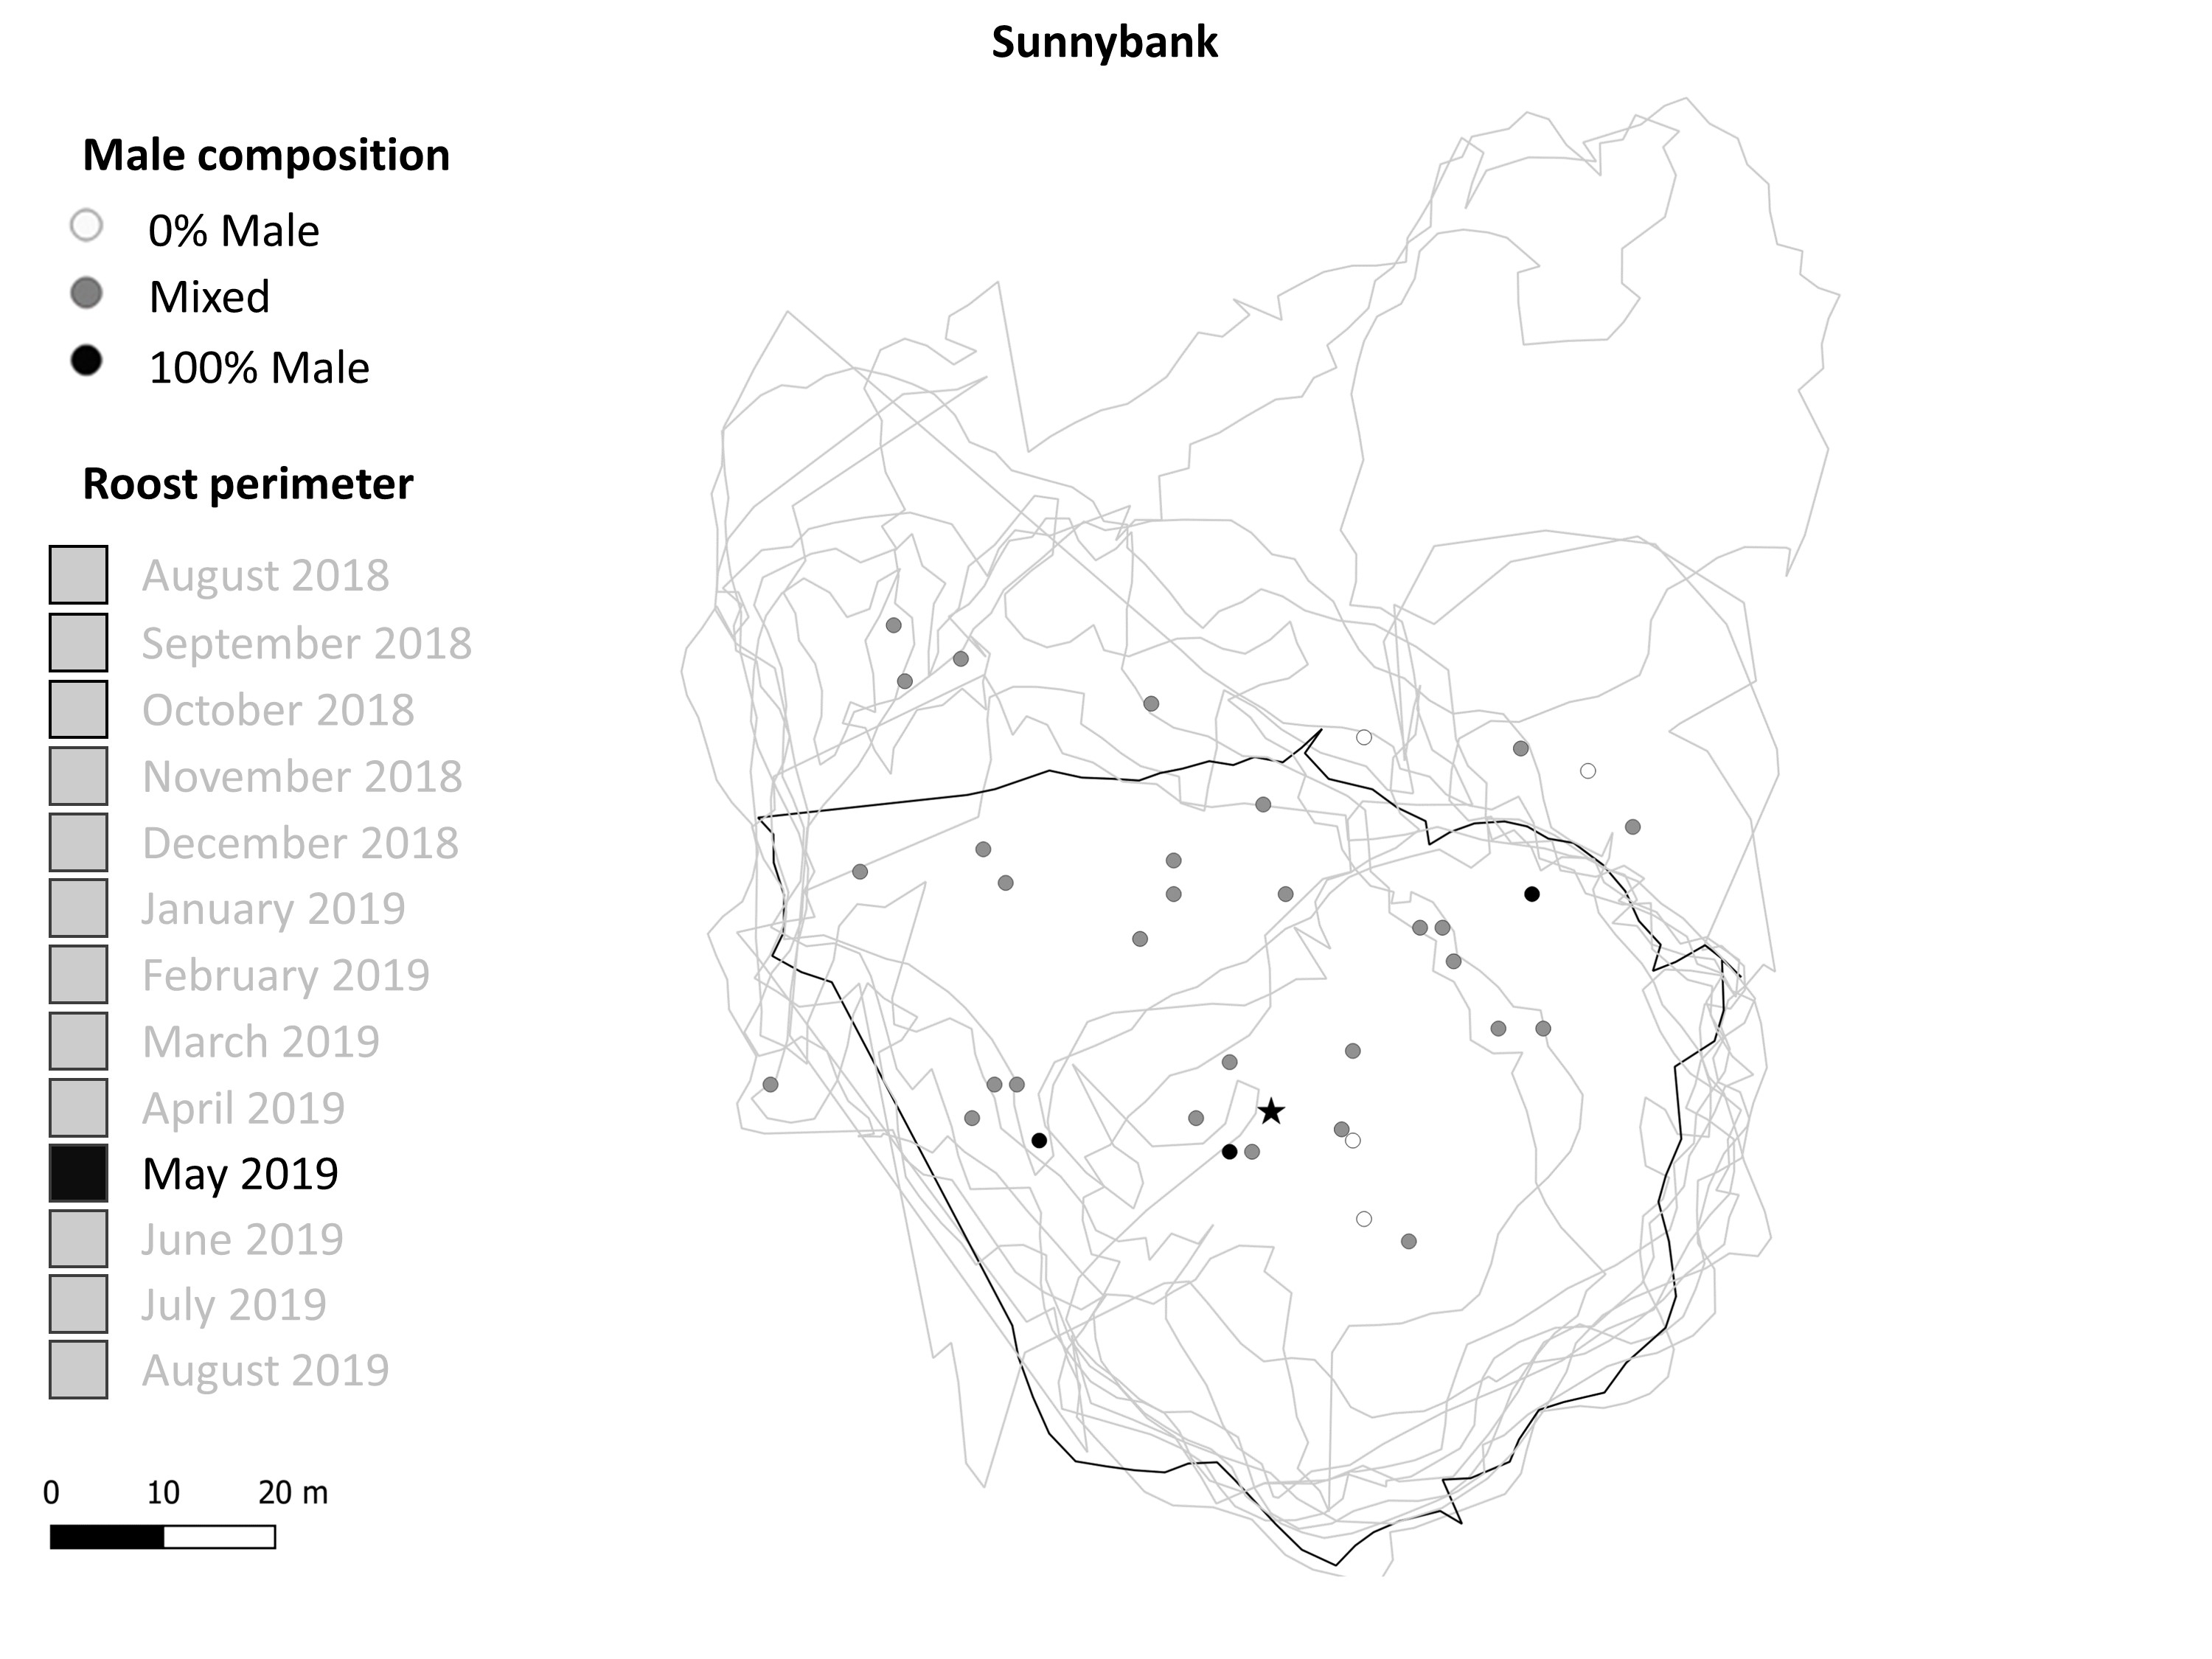 Sunnybank
Male composition
0% Male
Mixed
100% Male
Roost perimeter
August 2018
September 2018
October 2018
November 2018
December 2018
January 2019
February 2019
March 2019
April 2019
May 2019
June 2019
July 2019
August 2019
0 10 20 m